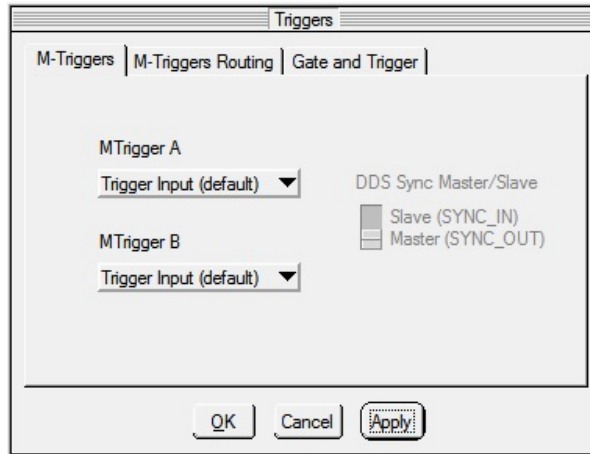 Triggers
M-Triggers M-Triggers Routing Gate and Trigger
MTrigger A
Trigger Input (default)
DDS Sync Master/Slave
Slave (SYNC_IN)
Master (SYNC_OUT)
MTrigger B
Trigger Input (default)
OK Cancel Apply